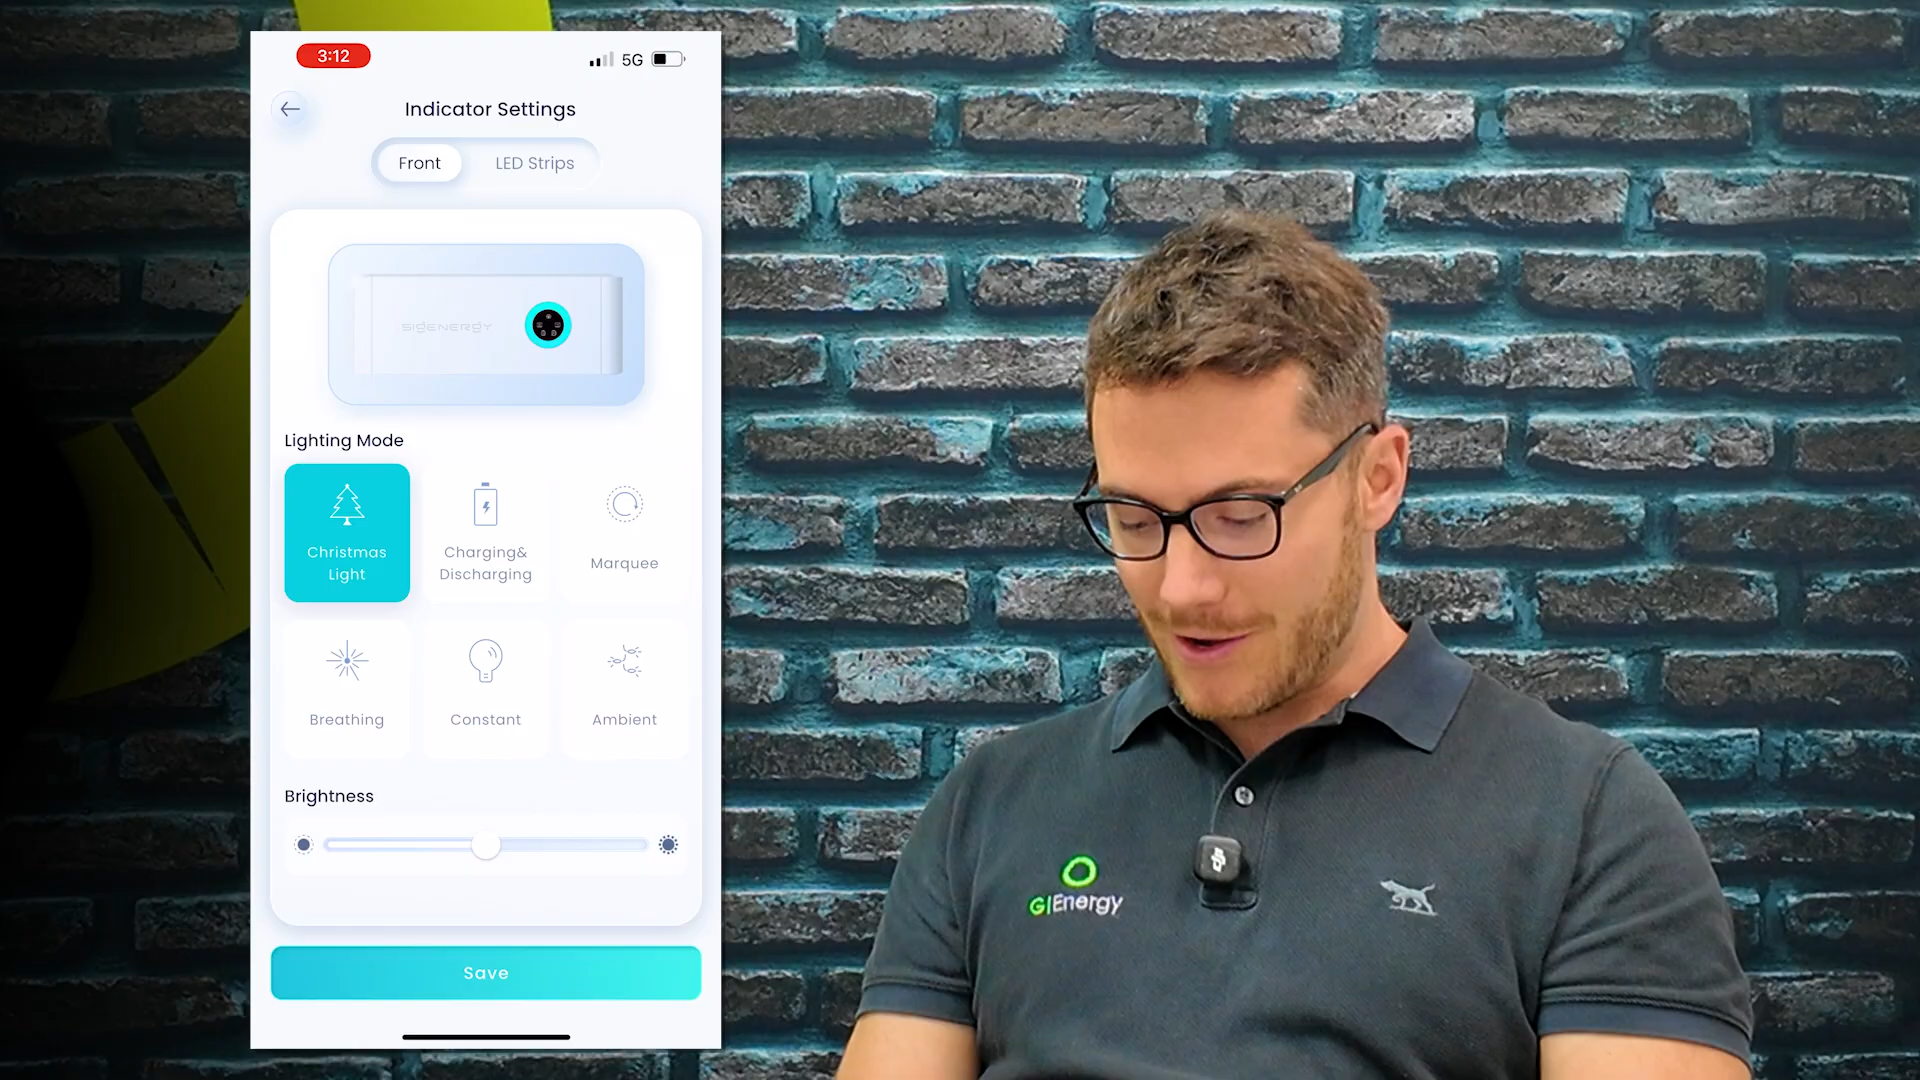 3:12
5G
Indicator Settings
Front
LED Strips
SIGENERGY
Lighting Mode
Christmas
Light
Charging&
Discharging
Marquee
Breathing
Constant
Ambient
Brightness
Save
GIEnergy